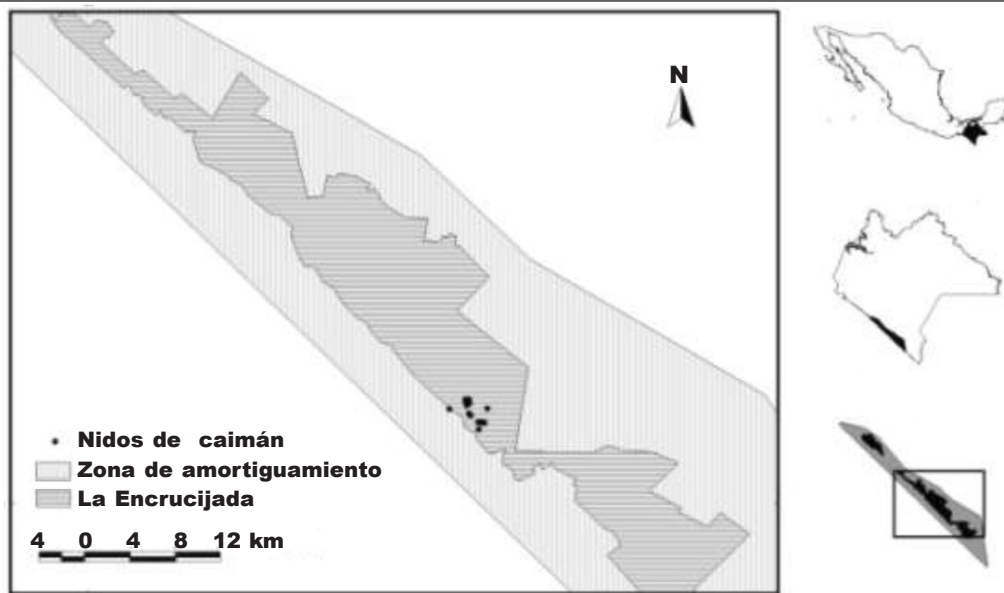 N
Nidos de caimán
Zona de amortiguamiento
La Encrucijada
4 0 4 8 12 km